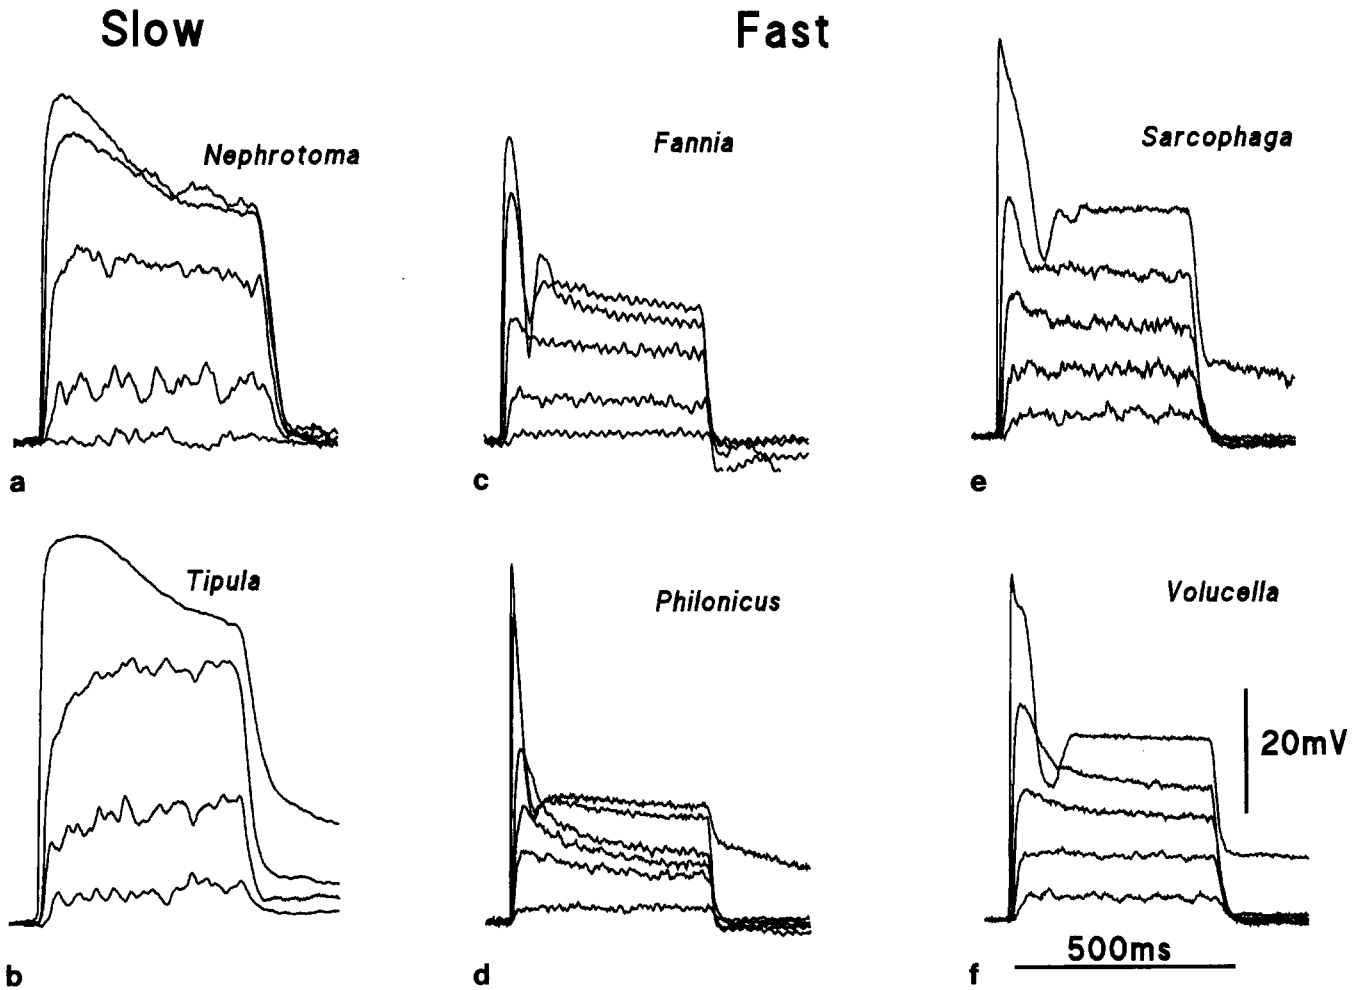 Slow
Fast
Nephrotoma
Fannia
Sarcophaga
a
c
e
Tipula
Philonicus
Volucella
20mV
500ms
b
d
f